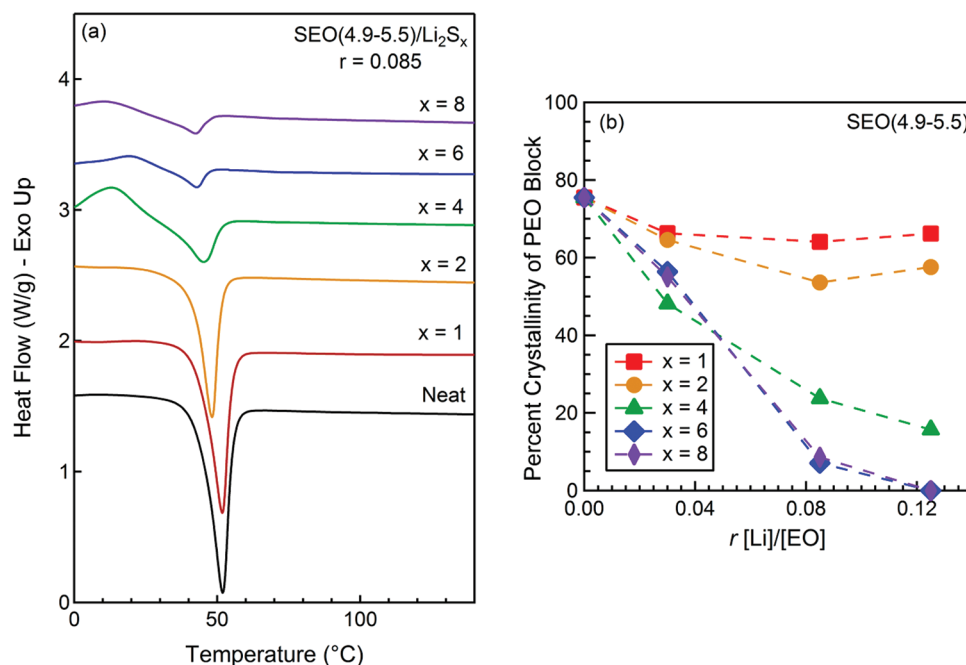 (a)
SEO(4.9-5.5)/Li₂Sₓ
r = 0.085
x = 8
x = 6
x = 4
x = 2
x = 1
Neat
Heat Flow (W/g) - Exo Up
4
3
2
1
0
0
50
100
Temperature (°C)
(b)
SEO(4.9-5.5)
Percent Crystallinity of PEO Block
100
80
60
40
20
0
x = 1
x = 2
x = 4
x = 6
x = 8
0.00
0.04
0.08
0.12
r [Li]/[EO]